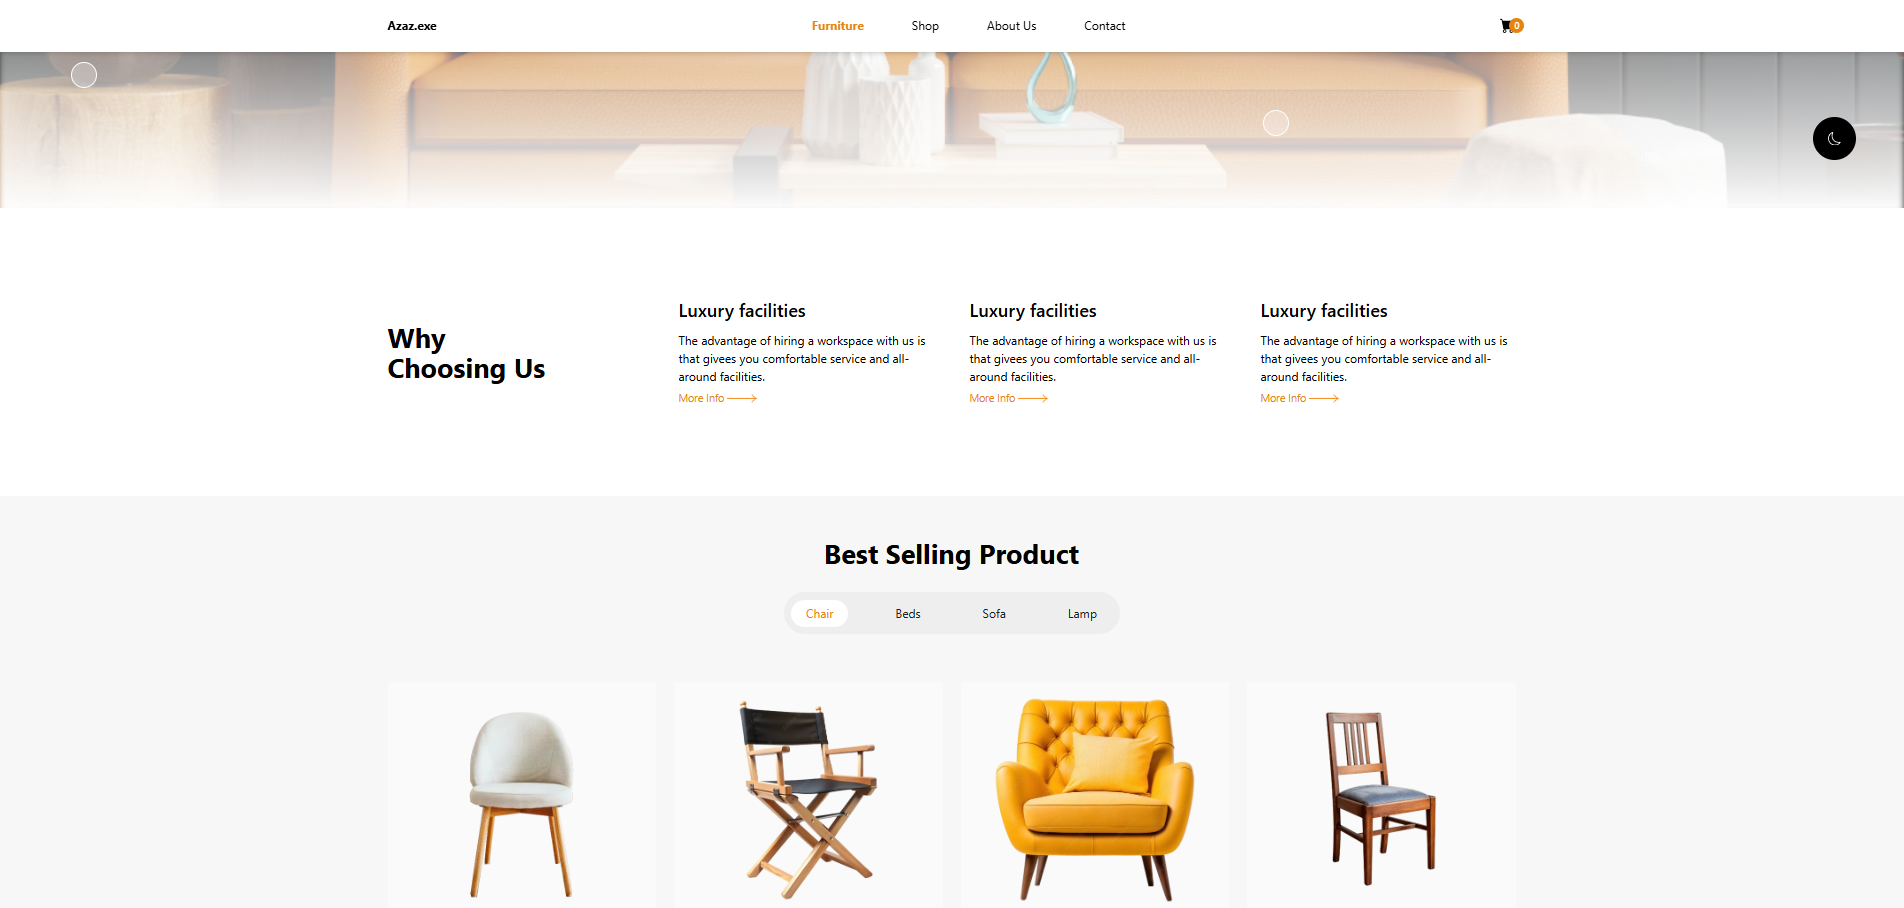 Azaz.exe
Furniture Shop About Us Contact
0
Why
Choosing Us
Luxury facilities
The advantage of hiring a workspace with us is
that givees you comfortable service and all-
around facilities.
More Info
Luxury facilities
The advantage of hiring a workspace with us is
that givees you comfortable service and all-
around facilities.
More Info
Luxury facilities
The advantage of hiring a workspace with us is
that givees you comfortable service and all-
around facilities.
More Info
Best Selling Product
Chair Beds Sofa Lamp